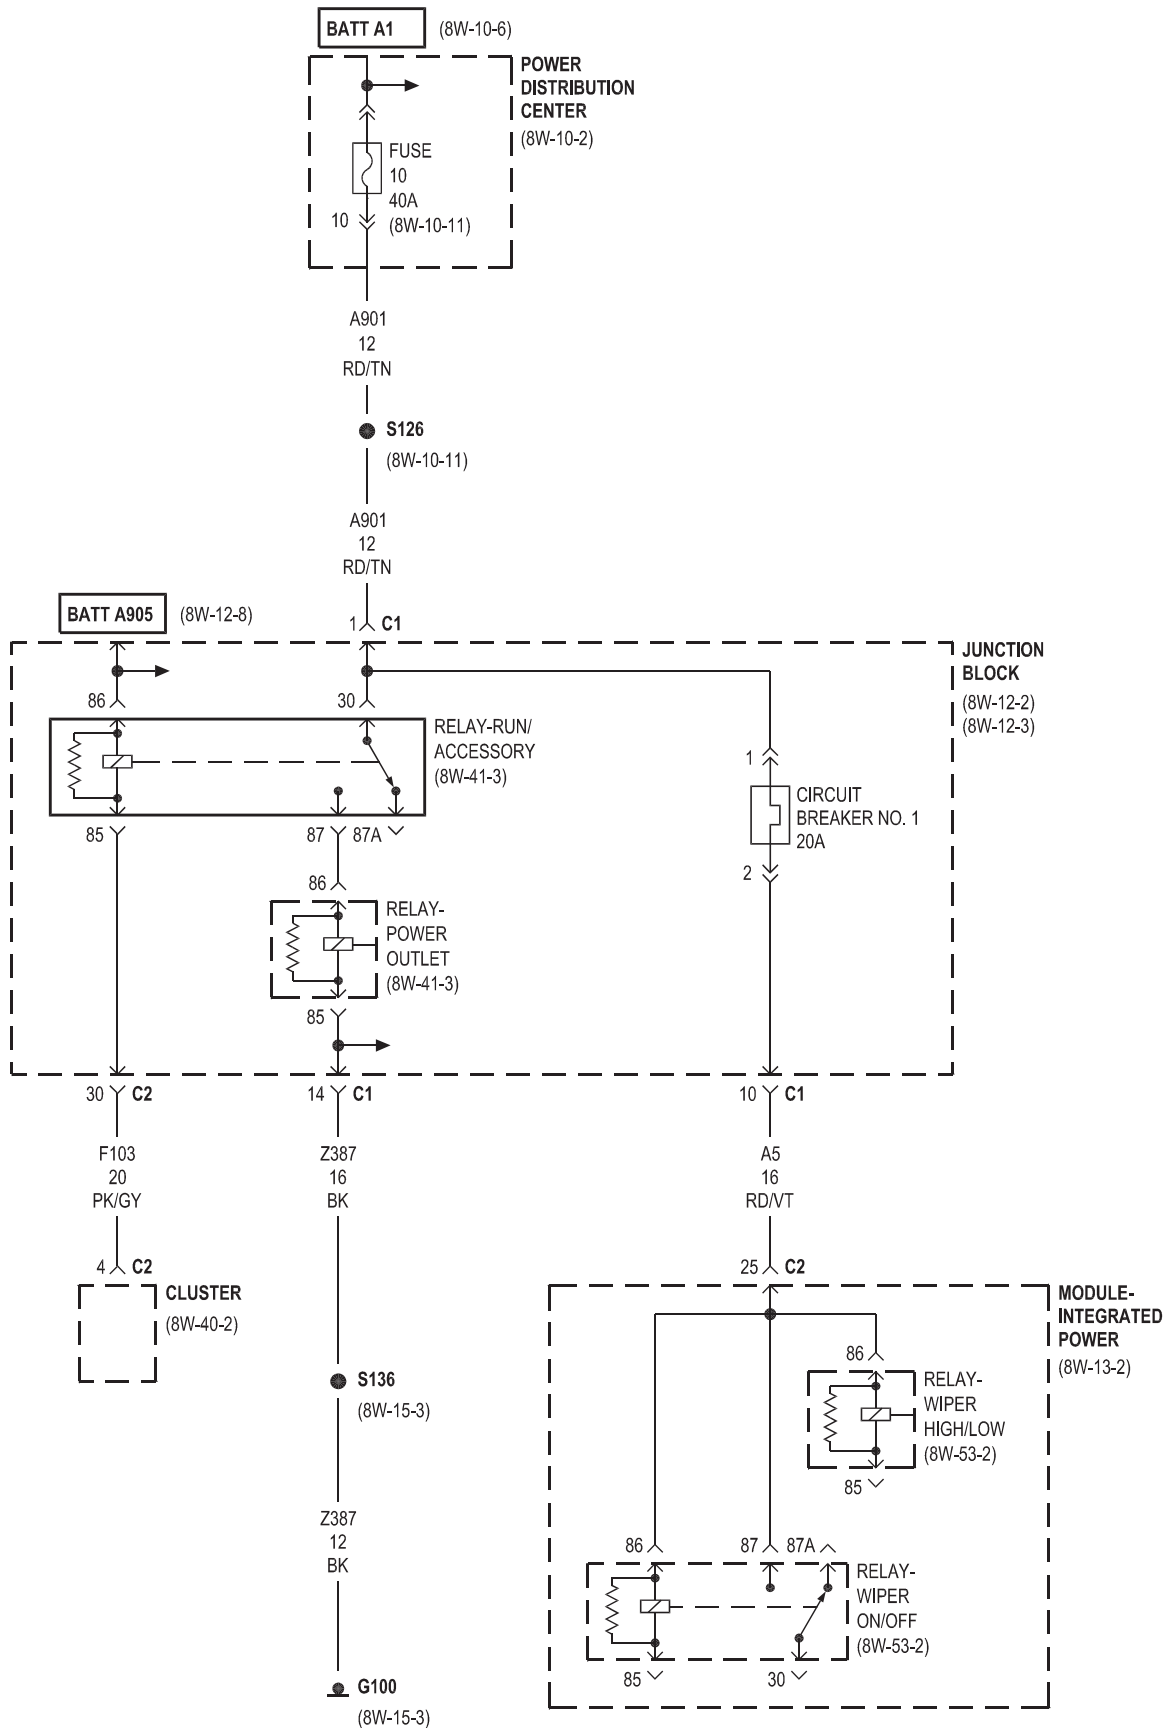 BATT A1 (8W-10-6)
POWER
DISTRIBUTION
CENTER
(8W-10-2)
FUSE
10
40A
10 (8W-10-11)
A901
12
RD/TN
S126
(8W-10-11)
A901
12
RD/TN
BATT A905 (8W-12-8)
1 C1
JUNCTION
BLOCK
(8W-12-2)
(8W-12-3)
86 30
RELAY-RUN/
ACCESSORY
(8W-41-3)
85 87 87A
1
CIRCUIT
BREAKER NO. 1
20A
2
86
RELAY-
POWER
OUTLET
(8W-41-3)
85
30 C2 14 C1 10 C1
F103
20
PK/GY
Z387
16
BK
A5
16
RD/VT
4 C2
CLUSTER
(8W-40-2)
25 C2
MODULE-
INTEGRATED
POWER
(8W-13-2)
86
RELAY-
WIPER
HIGH/LOW
(8W-53-2)
85
S136
(8W-15-3)
Z387
12
BK
86 87 87A
RELAY-
WIPER
ON/OFF
(8W-53-2)
85 30
G100
(8W-15-3)